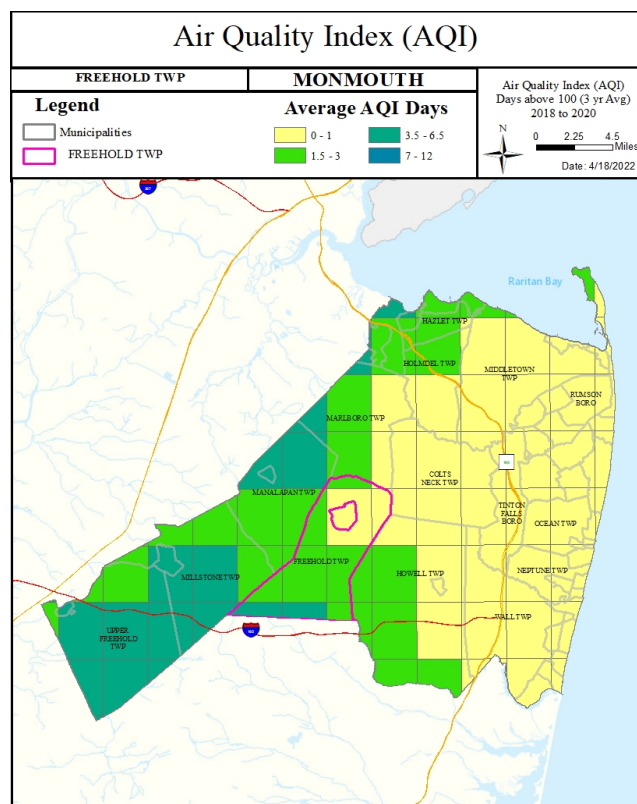 Air Quality Index (AQI)
FREEHOLD TWP
MONMOUTH
Legend
Municipalities
FREEHOLD TWP
Average AQI Days
0 - 1
3.5 - 6.5
1.5 - 3
7 - 12
Air Quality Index (AQI)
Days above 100 (3 yr Avg)
2018 to 2020
N
0 2.25 4.5
Miles
Date: 4/18/2022
Raritan Bay
HAZLET TWP
HOLMDEL TWP
MIDDLETOWN
TWP
RUMSON
BORO
MARLBORO TWP
COLTS
NECK TWP
MANALAPAN TWP
TINTON
FALLS
BORO
OCEAN TWP
FREEHOLD TWP
MILLSTONE TWP
HOWELL TWP
NEPTUNE TWP
WALL TWP
UPPER
FREEHOLD
TWP